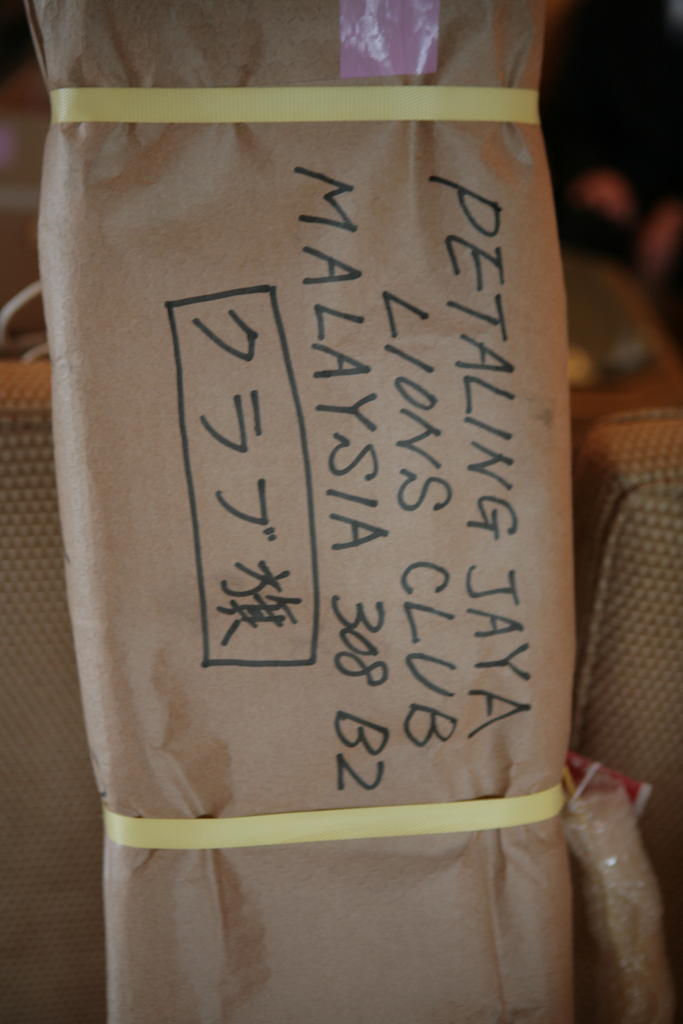 PETALING JAYA
LIONS CLUB
MALAYSIA 308 B2
クラブ旗